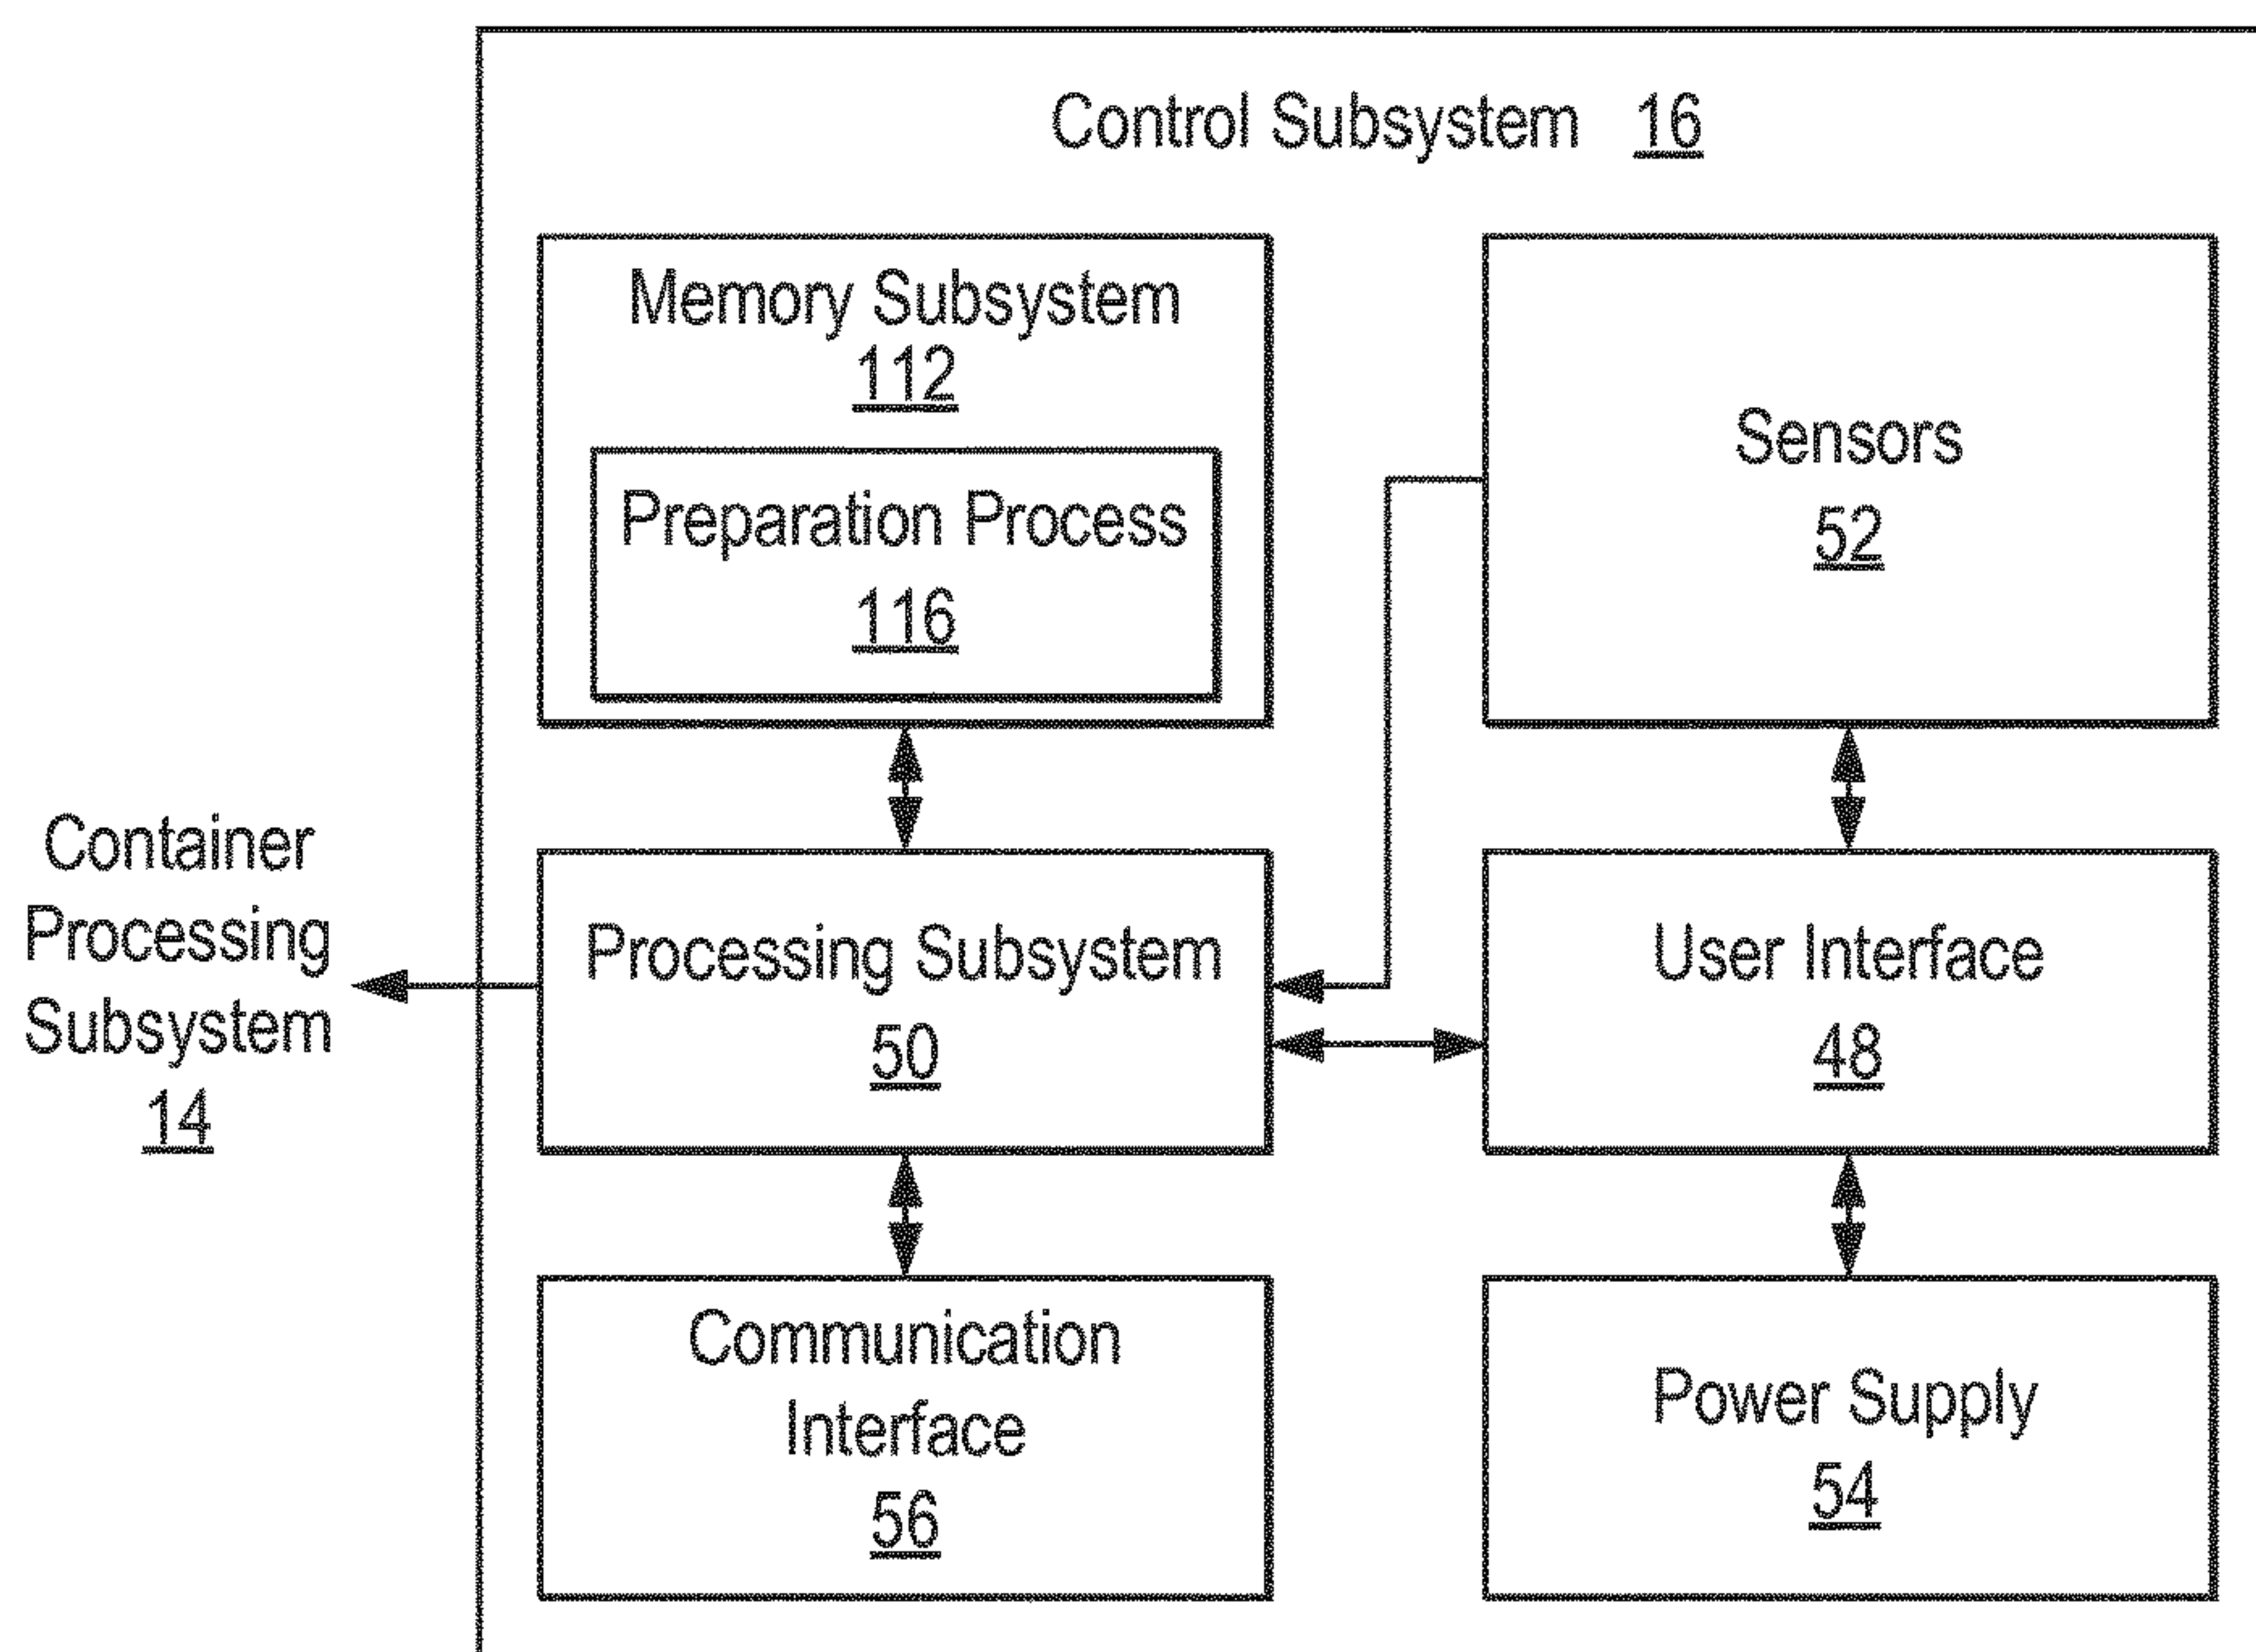 Control Subsystem 16
Memory Subsystem
112
Preparation Process
116
Sensors
52
Container
Processing
Subsystem
14
Processing Subsystem
50
User Interface
48
Communication
Interface
56
Power Supply
54